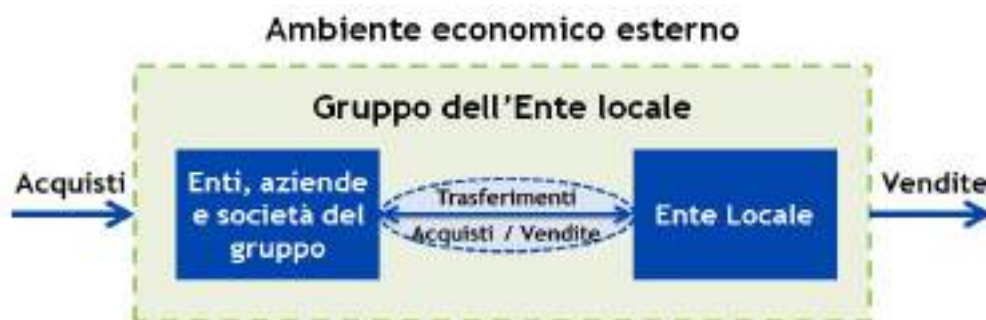 Ambiente economico esterno
Gruppo dell'Ente locale
Acquisti
Enti, aziende
e società del
gruppo
Trasferimenti
Acquisti / Vendite
Ente Locale
Vendite